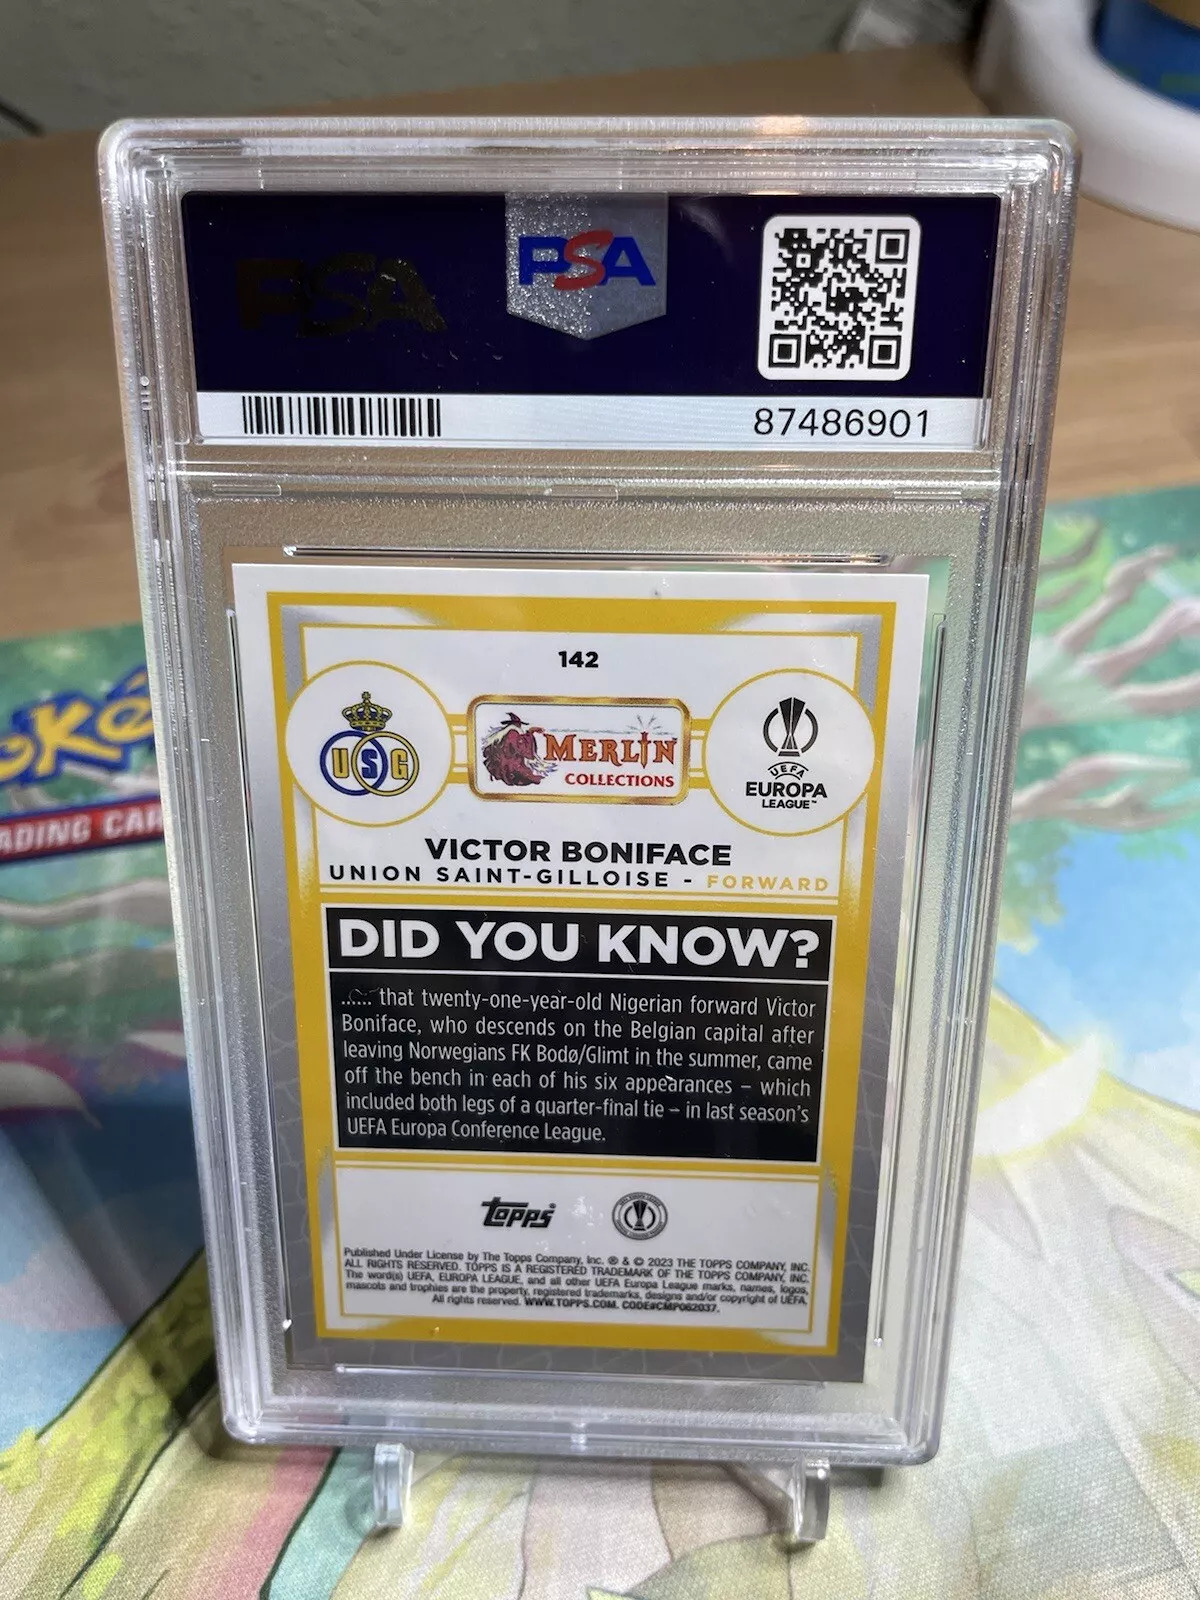 PSA
PSA
87486901
142
USG
MERLIN
COLLECTIONS
UEFA
EUROPA
LEAGUE™
VICTOR BONIFACE
UNION SAINT-GILLOISE - FORWARD
DID YOU KNOW?
...... that twenty-one-year-old Nigerian forward Victor
Boniface, who descends on the Belgian capital after
leaving Norwegians FK Bodø/Glimt in the summer, came
off the bench in each of his six appearances – which
included both legs of a quarter-final tie – in last season's
UEFA Europa Conference League.
topps®
Published Under License by The Topps Company, Inc. ® & © 2023 THE TOPPS COMPANY, INC.
ALL RIGHTS RESERVED. TOPPS IS A REGISTERED TRADEMARK OF THE TOPPS COMPANY, INC.
The word(s) UEFA, EUROPA LEAGUE, and all other UEFA Europa League marks, names, logos,
mascots and trophies are the property, registered trademarks, designs and/or copyright of UEFA.
All rights reserved. WWW.TOPPS.COM. CODE#CMP062037.
oKé
ADING CAR